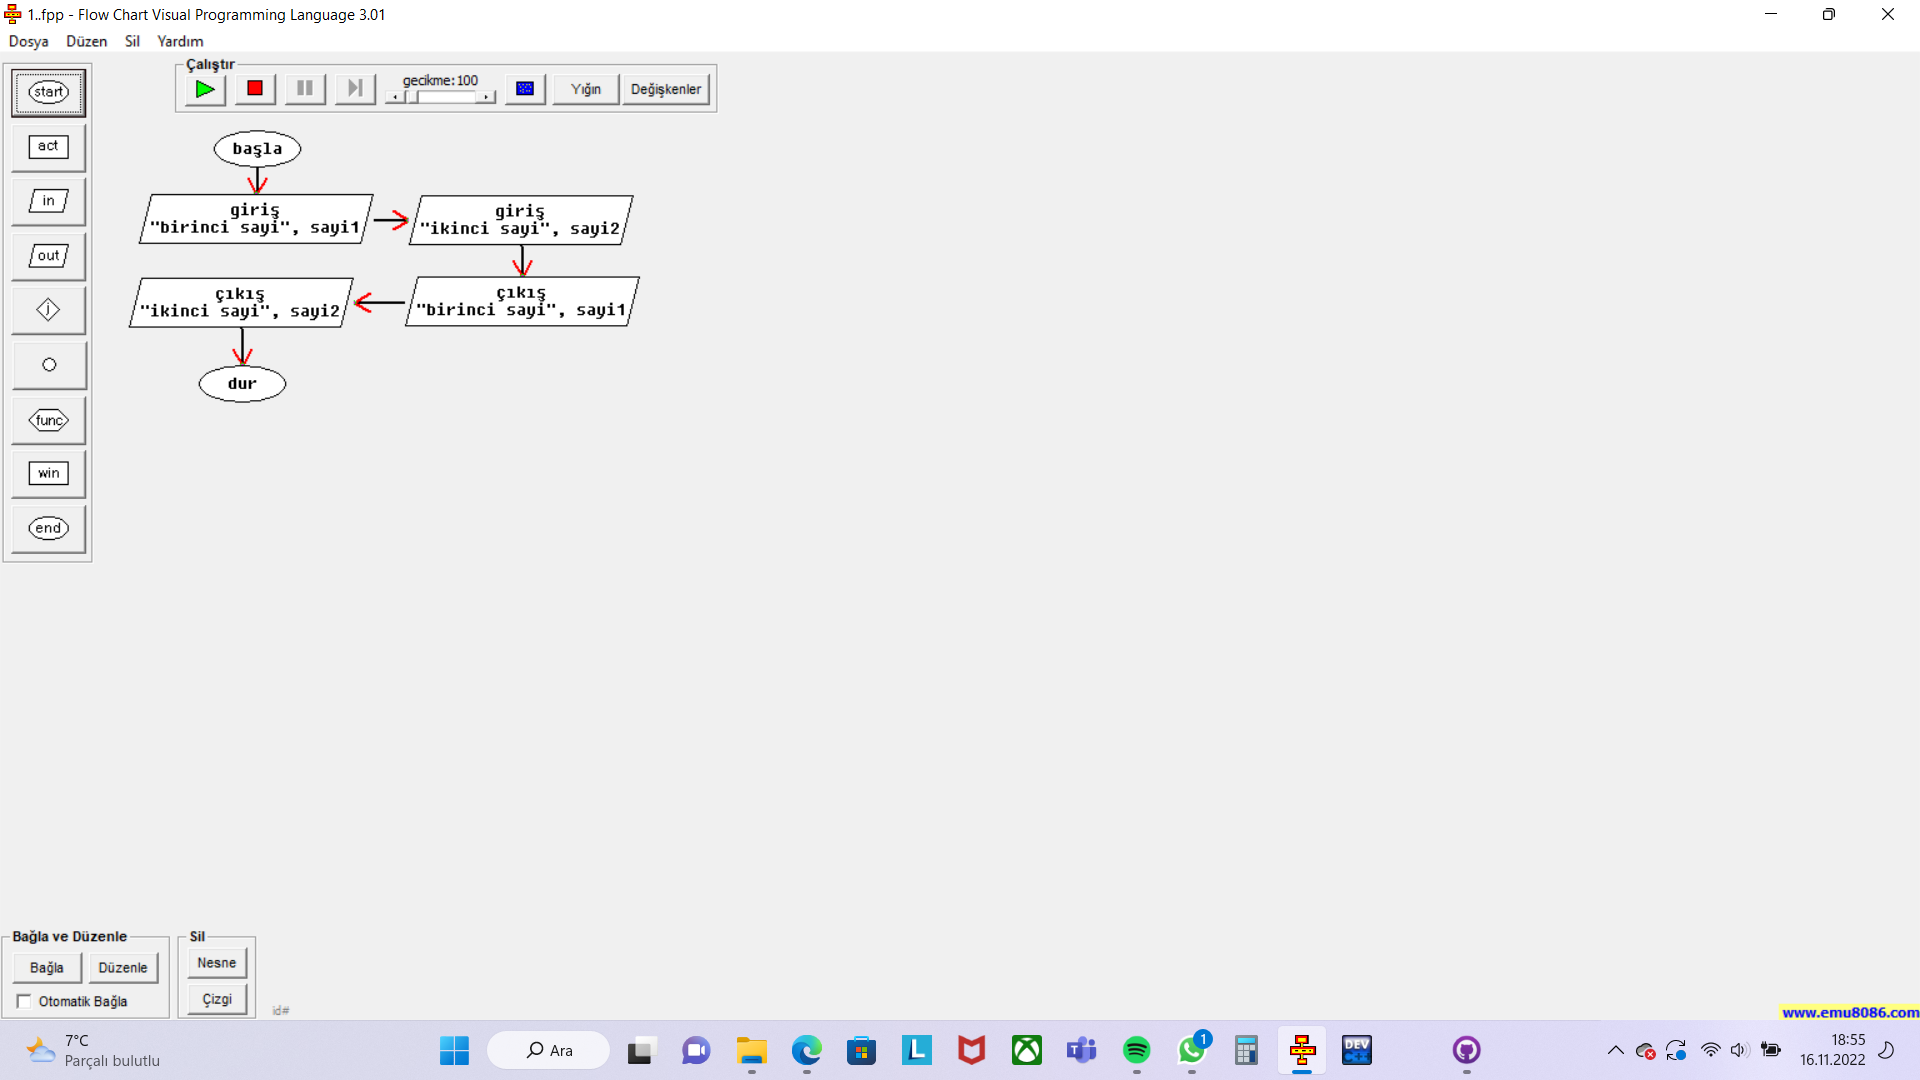 1..fpp - Flow Chart Visual Programming Language 3.01
Dosya Düzen Sil Yardım
Çalıştır
gecikme:100
Yığın
Değişkenler
start
act
in
out
j
func
win
end
başla
giriş
"birinci sayi", sayi1
giriş
"ikinci sayi", sayi2
çıkış
"birinci sayi", sayi1
çıkış
"ikinci sayi", sayi2
dur
Bağla ve Düzenle
Bağla Düzenle
Otomatik Bağla
Sil
Nesne
Çizgi
id#
www.emu8086.com
7°C
Parçalı bulutlu
Ara
L
T
1
DEV
C++
18:55
16.11.2022